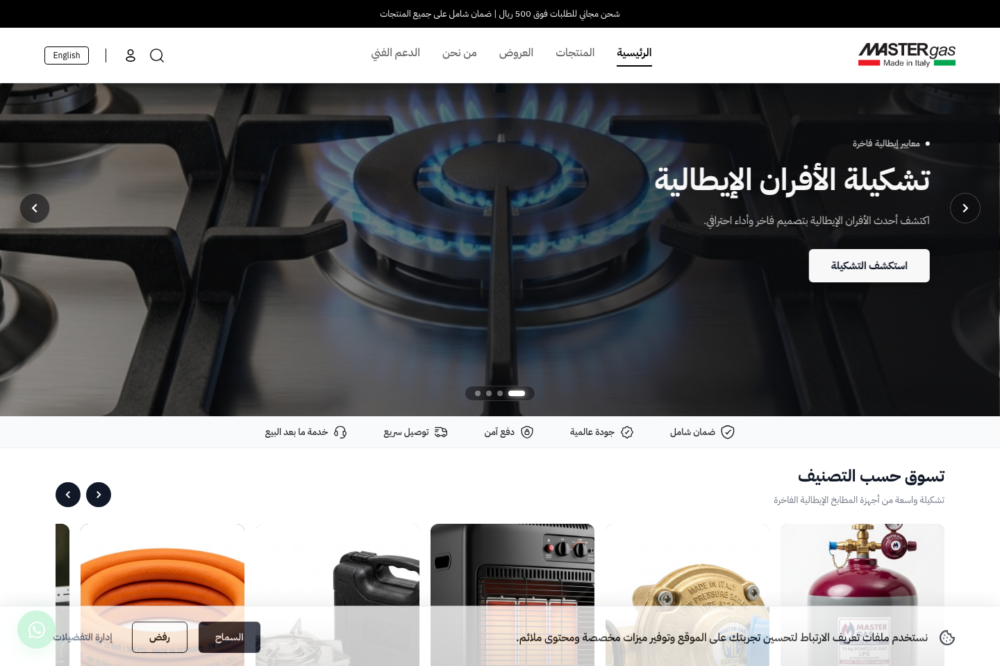 شحن مجاني للطلبات فوق 500 ريال | ضمان شامل على جميع المنتجات
MASTERgas
Made in Italy
الرئيسية
المنتجات
العروض
من نحن
الدعم الفني
English
معايير إيطالية فاخرة
تشكيلة الأفران الإيطالية
اكتشف أحدث الأفران الإيطالية بتصميم فاخر وأداء احترافي.
استكشف التشكيلة
ضمان شامل
جودة عالمية
دفع آمن
توصيل سريع
خدمة ما بعد البيع
تسوق حسب التصنيف
تشكيلة واسعة من أجهزة المطابخ الإيطالية الفاخرة
MADE IN ITALY
MASTER
نستخدم ملفات تعريف الارتباط لتحسين تجربتك على الموقع وتوفير ميزات مخصصة ومحتوى ملائم.
السماح
رفض
إدارة التفضيلات